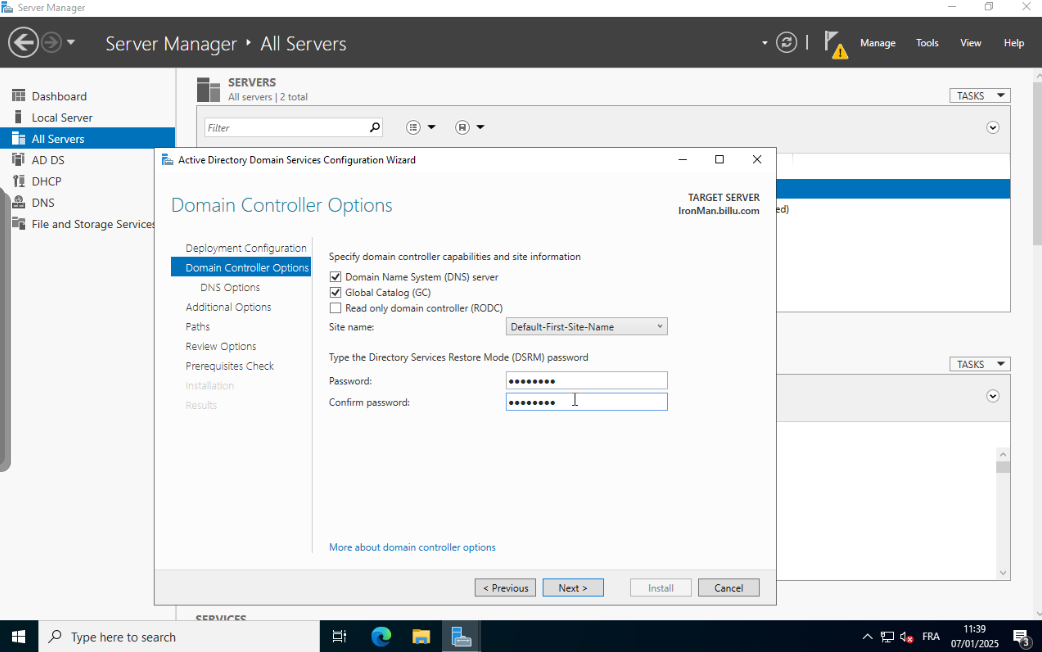 Server Manager
Server Manager ‣ All Servers
Manage Tools View Help
Dashboard
Local Server
All Servers
AD DS
DHCP
DNS
File and Storage Services
SERVERS
All servers | 2 total
TASKS
Filter
Active Directory Domain Services Configuration Wizard
Domain Controller Options
TARGET SERVER
IronMan.billu.com
ed)
Deployment Configuration
Domain Controller Options
DNS Options
Additional Options
Paths
Review Options
Prerequisites Check
Installation
Results
Specify domain controller capabilities and site information
Domain Name System (DNS) server
Global Catalog (GC)
Read only domain controller (RODC)
Site name: Default-First-Site-Name
Type the Directory Services Restore Mode (DSRM) password
Password: ••••••••
Confirm password: ••••••••
More about domain controller options
< Previous Next > Install Cancel
TASKS
SERVICES
Type here to search
FRA
11:39
07/01/2025
3